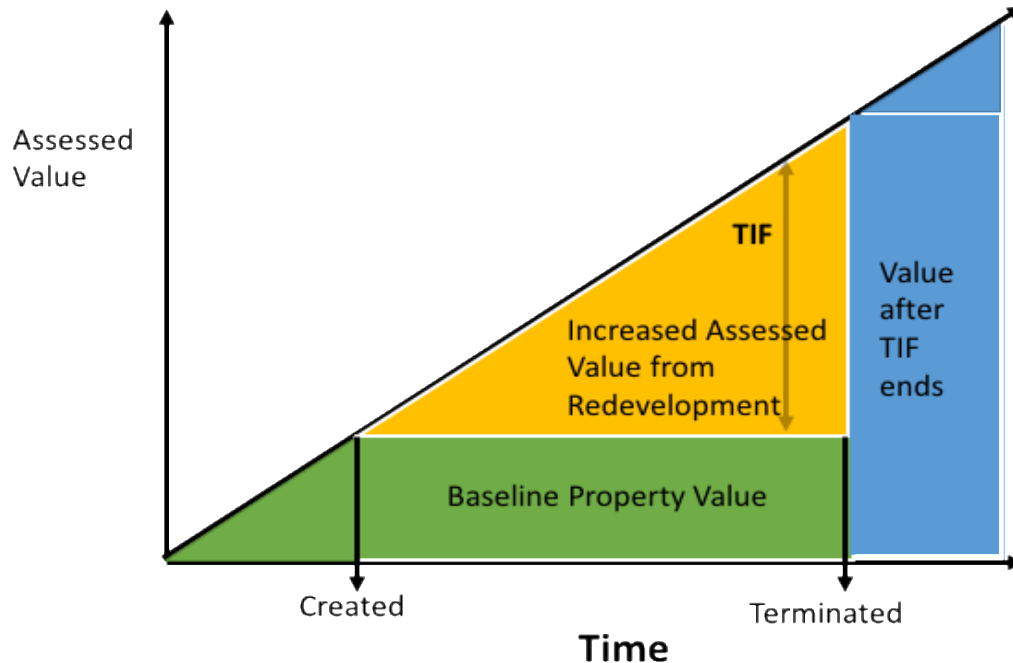 Assessed
Value
TIF
Increased Assessed
Value from
Redevelopment
Value
after
TIF
ends
Baseline Property Value
Created
Terminated
Time